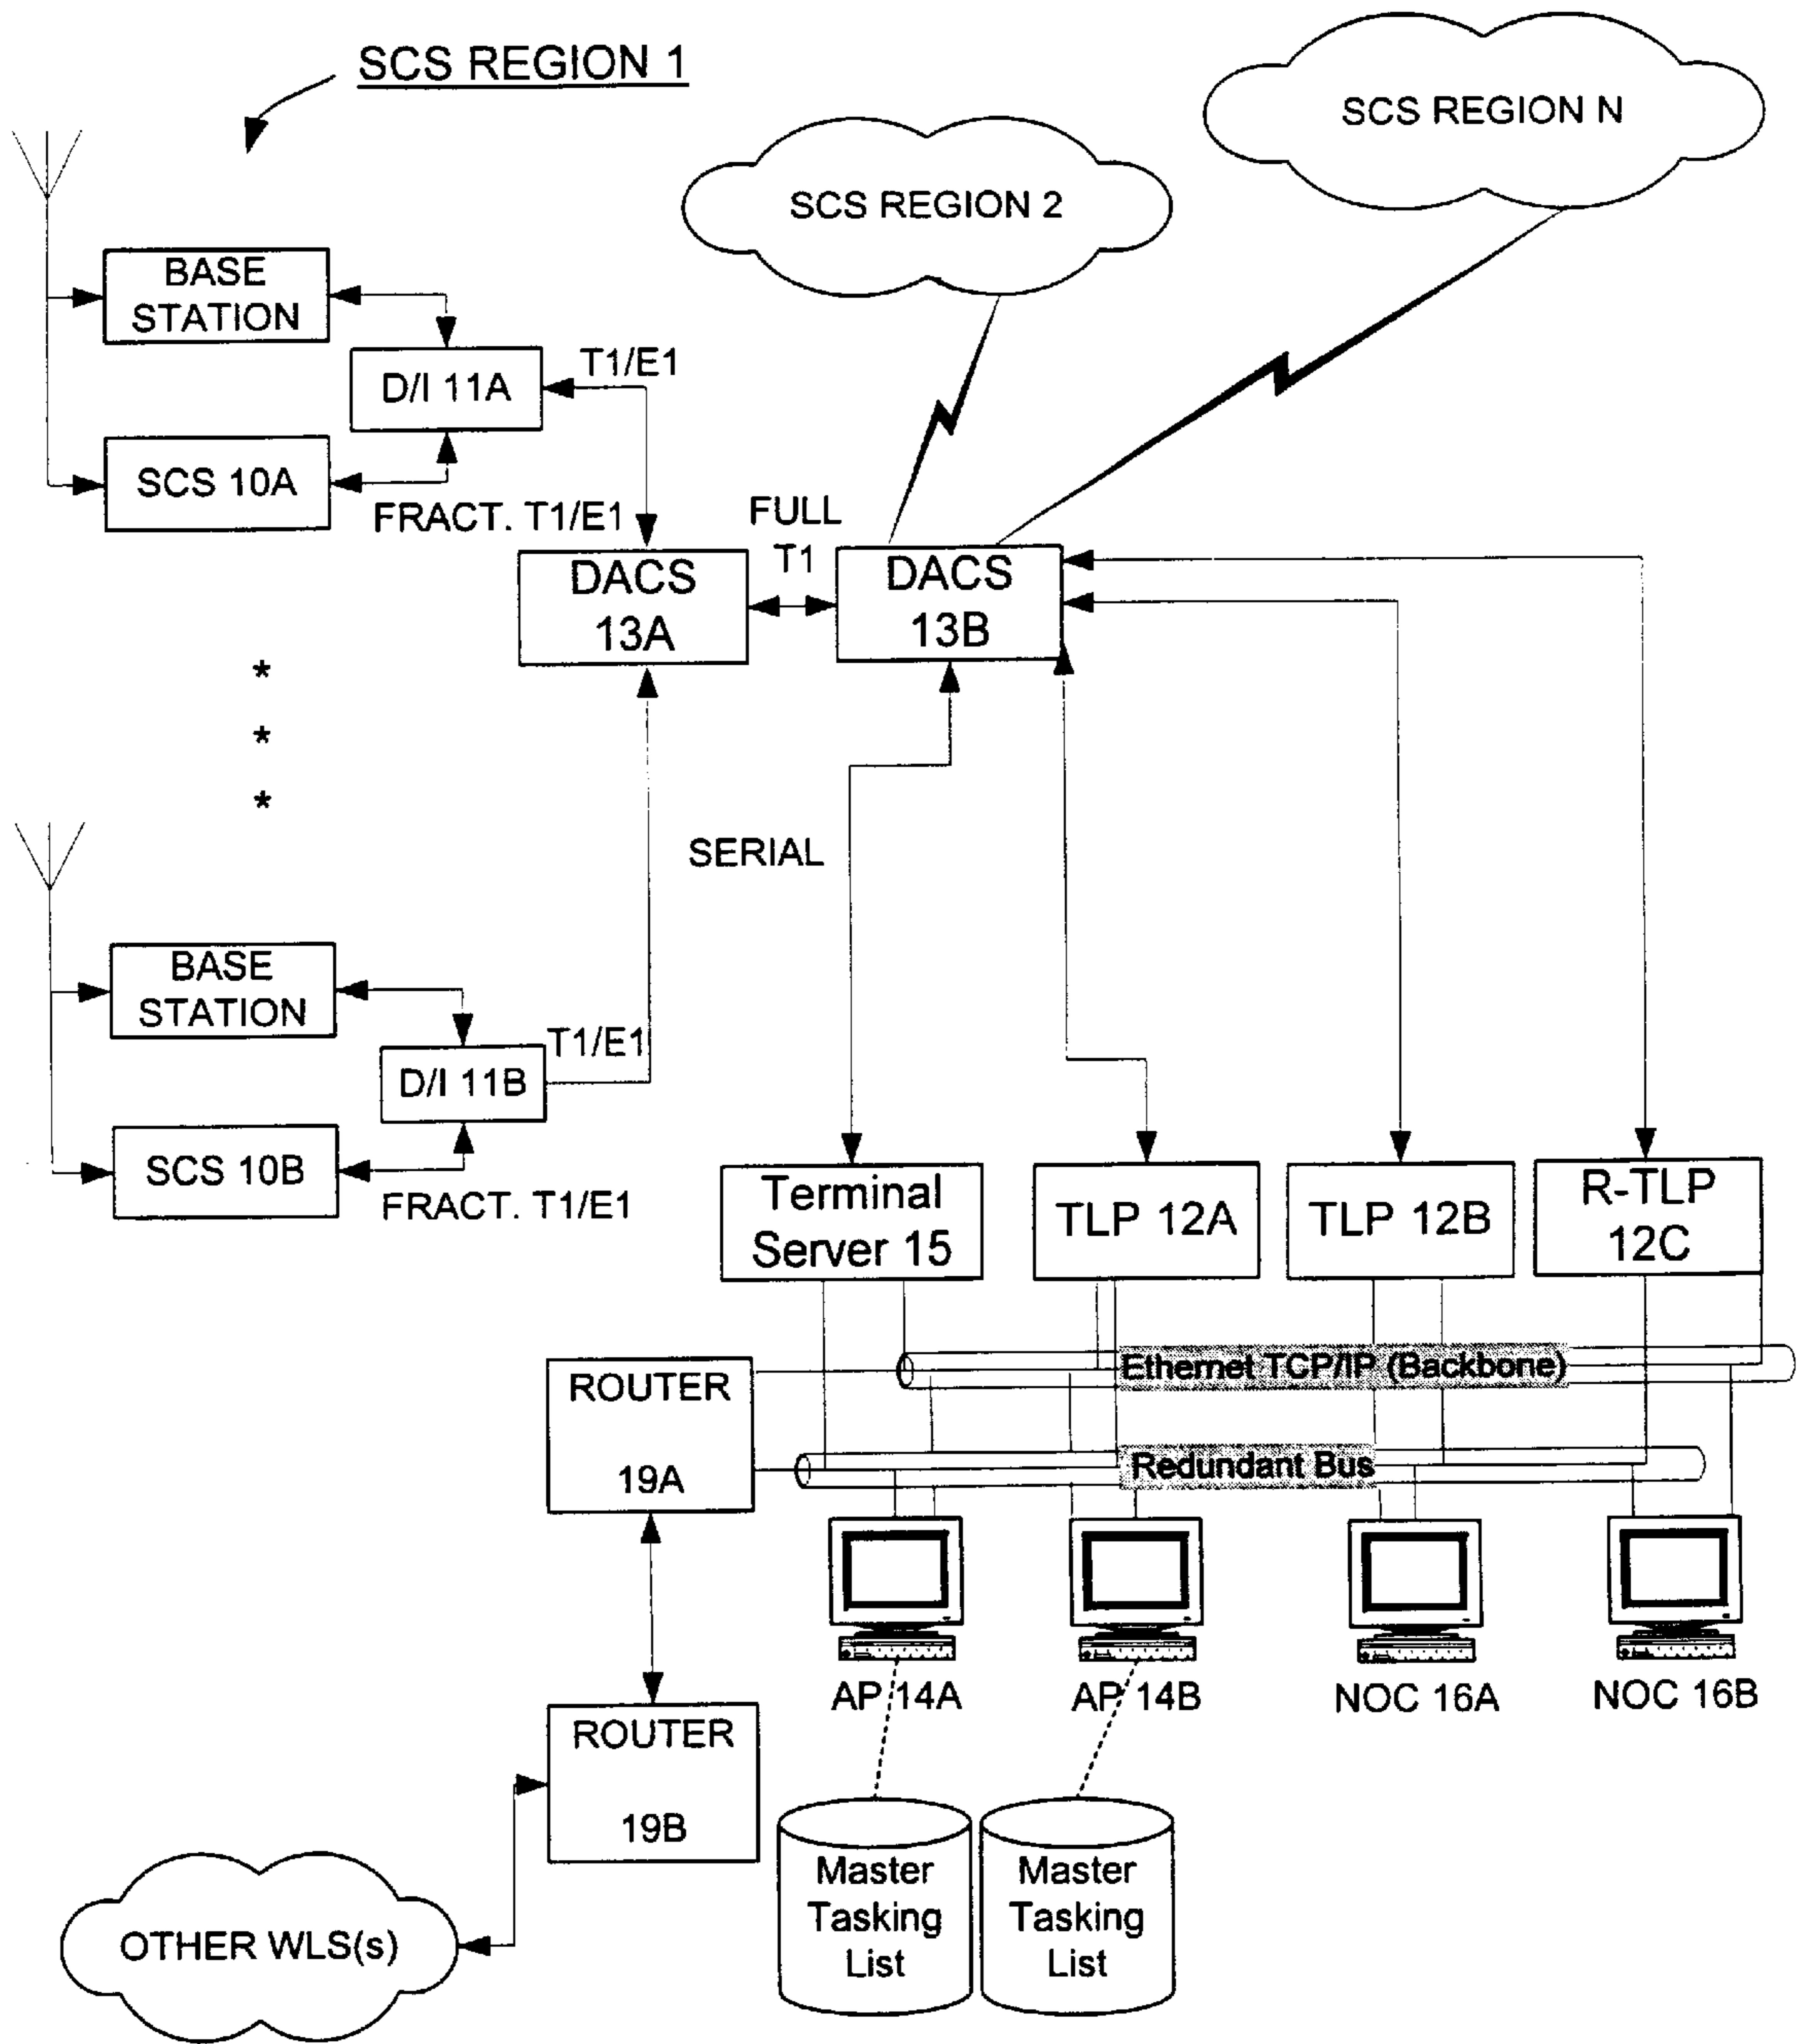 SCS REGION 1
SCS REGION N
SCS REGION 2
BASE
STATION
D/I 11A
T1/E1
SCS 10A
FRACT. T1/E1
FULL
T1
DACS
13A
DACS
13B
*
*
*
SERIAL
BASE
STATION
D/I 11B
T1/E1
SCS 10B
FRACT. T1/E1
Terminal
Server 15
TLP 12A
TLP 12B
R-TLP
12C
Ethernet TCP/IP (Backbone)
ROUTER
19A
Redundant Bus
AP 14A
AP 14B
NOC 16A
NOC 16B
ROUTER
19B
Master
Tasking
List
Master
Tasking
List
OTHER WLS(s)